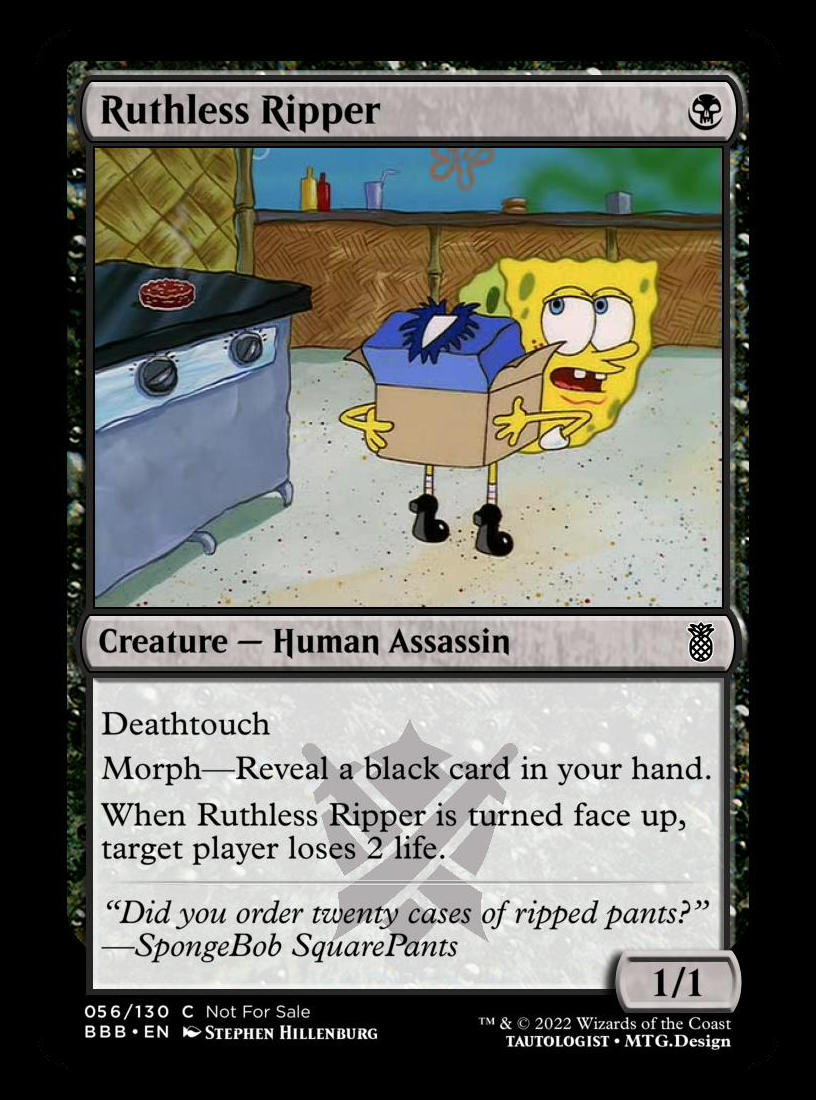 Ruthless Ripper
Creature — Human Assassin
Deathtouch
Morph—Reveal a black card in your hand.
When Ruthless Ripper is turned face up,
target player loses 2 life.
“Did you order twenty cases of ripped pants?”
—SpongeBob SquarePants
1/1
056/130 C Not For Sale
BBB • EN Stephen Hillenburg
™ & © 2022 Wizards of the Coast
TAUTOLOGIST • MTG.Design